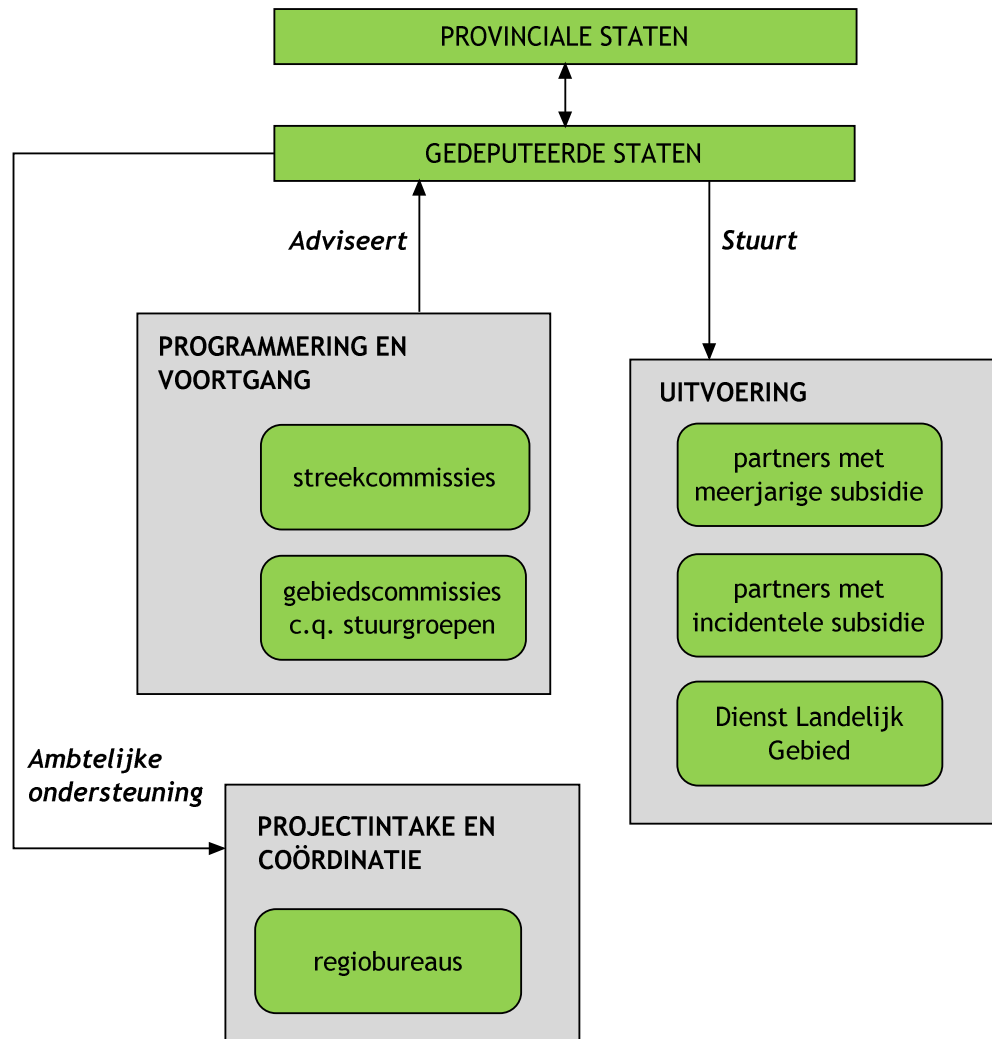 PROVINCIALE STATEN
GEDEPUTEERDE STATEN
Adviseert
Stuurt
PROGRAMMERING EN
VOORTGANG
streekcommissies
gebiedscommissies
c.q. stuurgroepen
UITVOERING
partners met
meerjarige subsidie
partners met
incidentele subsidie
Dienst Landelijk
Gebied
Ambtelijke
ondersteuning
PROJECTINTAKE EN
COÖRDINATIE
regiobureaus